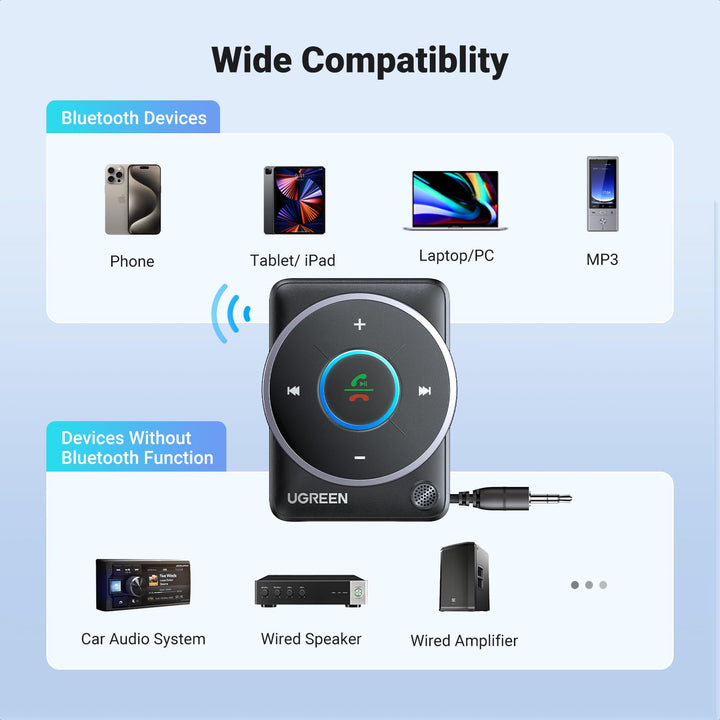 Wide Compatiblity
Bluetooth Devices
Phone
Tablet/ iPad
Laptop/PC
MP3
+
−
UGREEN
Devices Without
Bluetooth Function
Car Audio System
Wired Speaker
Wired Amplifier